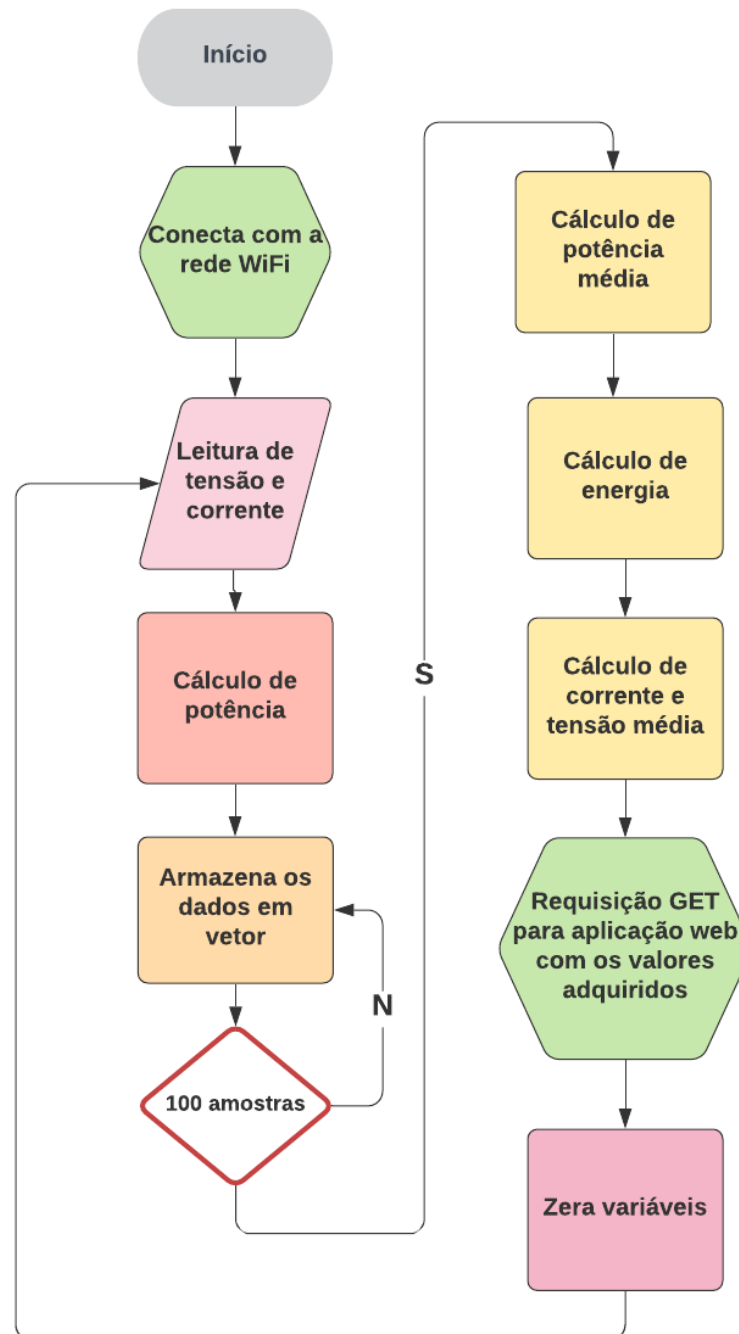 Início
Conecta com a
rede WiFi
Leitura de
tensão e
corrente
Cálculo de
potência
Armazena os
dados em
vetor
N
100 amostras
S
Cálculo de
potência
média
Cálculo de
energia
Cálculo de
corrente e
tensão média
Requisição GET
para aplicação web
com os valores
adquiridos
Zera variáveis